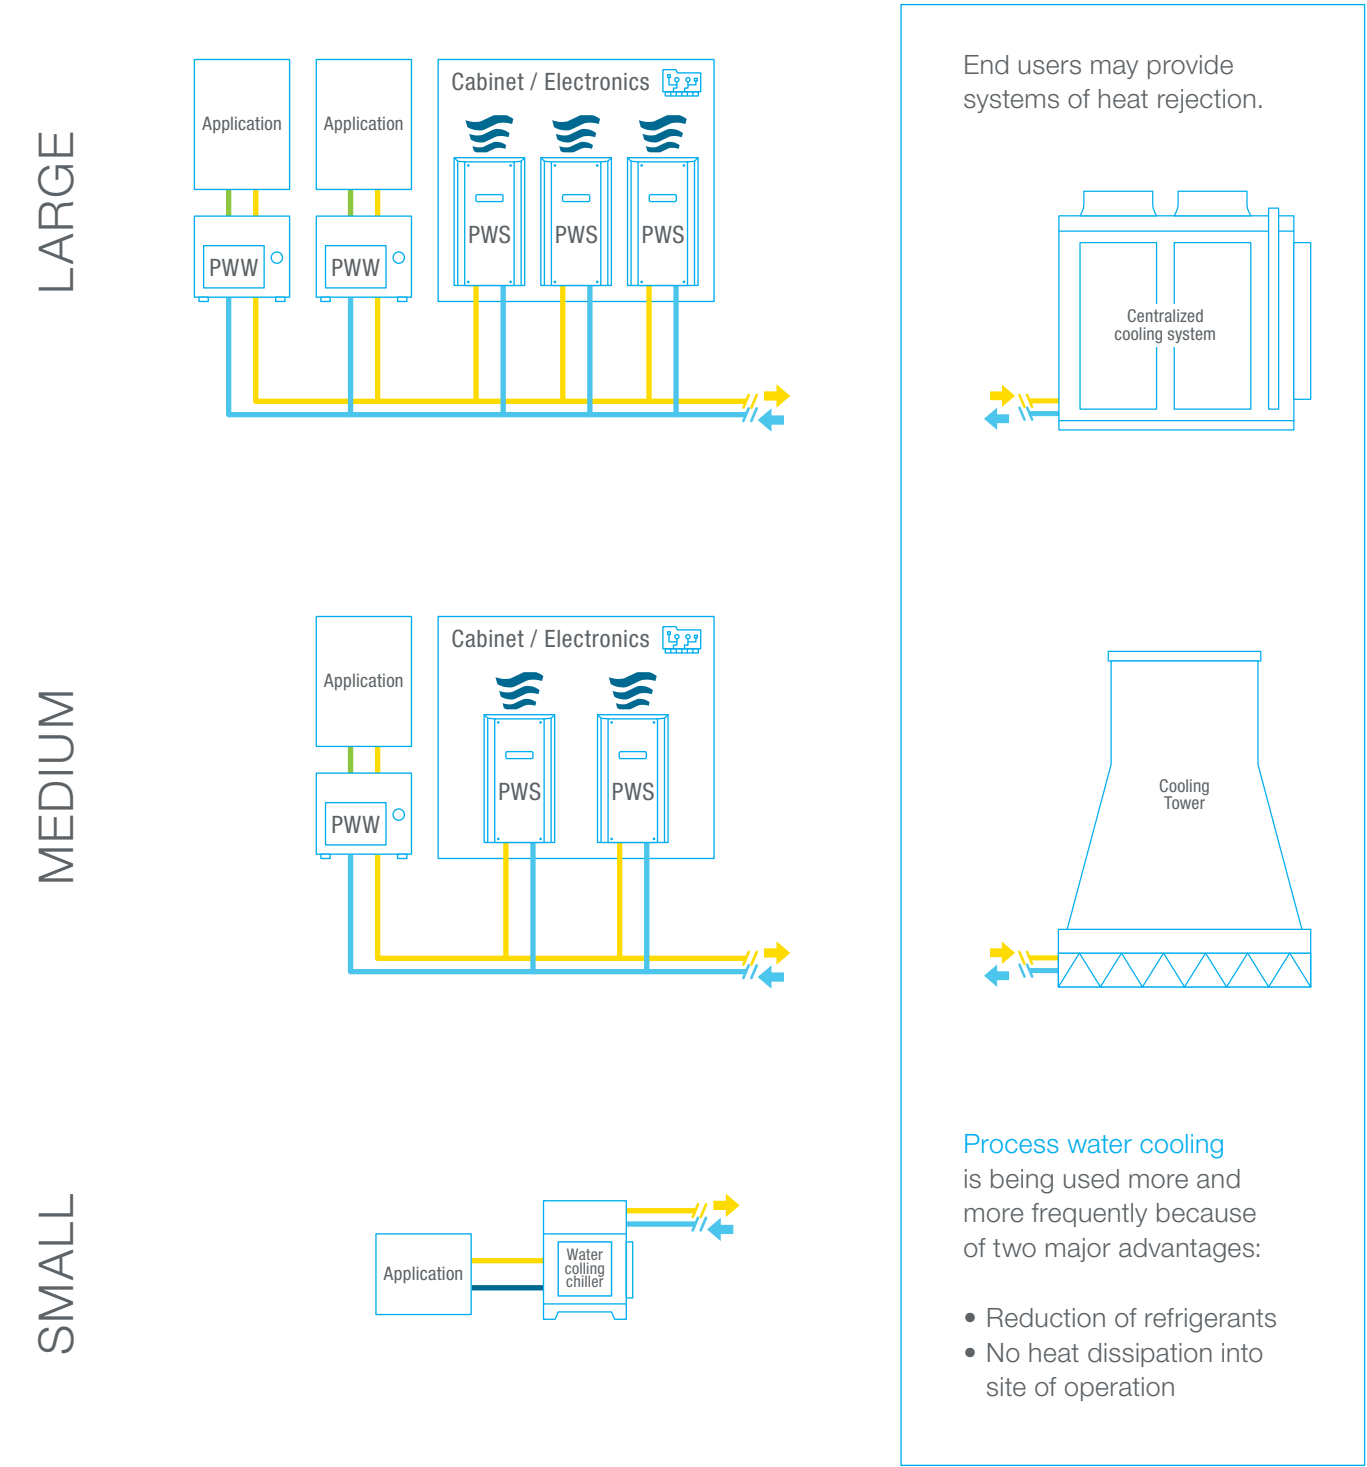 LARGE
Application
Application
Cabinet / Electronics
PWS
PWS
PWS
PWW
PWW
End users may provide
systems of heat rejection.
Centralized
cooling system
MEDIUM
Application
Cabinet / Electronics
PWS
PWS
PWW
Cooling
Tower
SMALL
Application
Water
colling
chiller
Process water cooling
is being used more and
more frequently because
of two major advantages:
• Reduction of refrigerants
• No heat dissipation into
site of operation